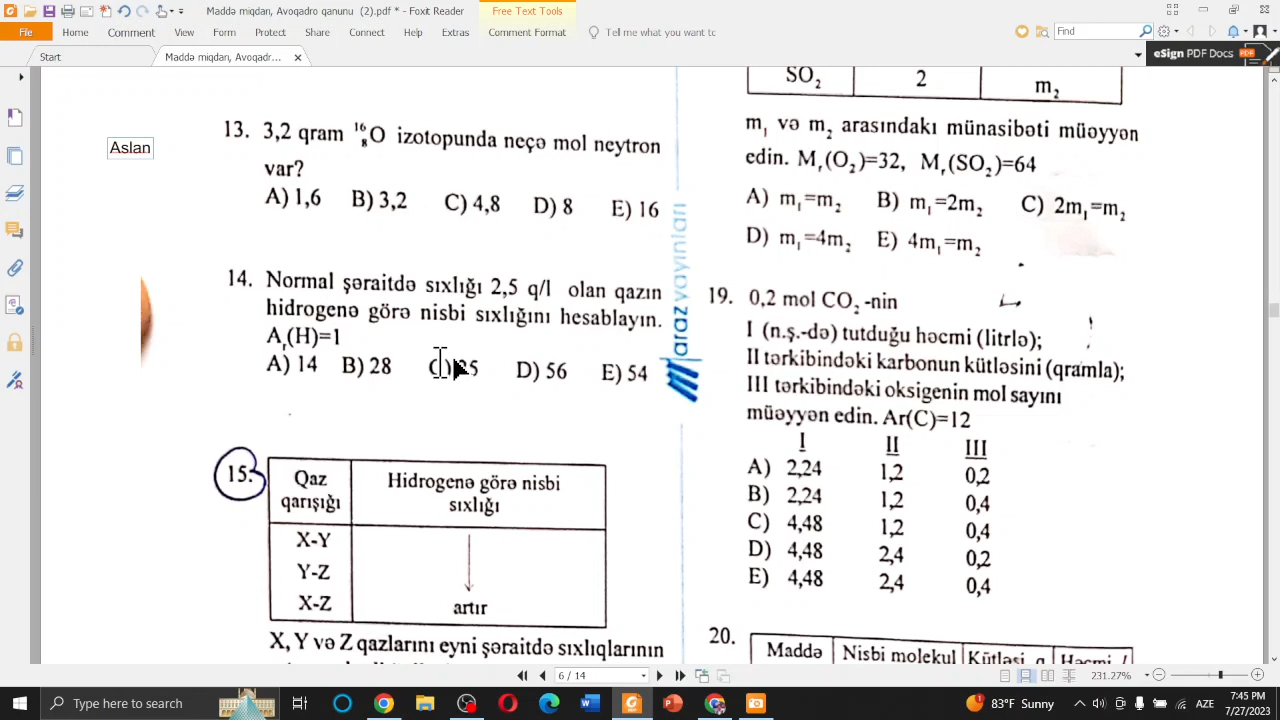 Maddə miqdarı, Avoqadro qanunu (2).pdf * - Foxit Reader
Free Text Tools
File
Home
Comment
View
Form
Protect
Share
Connect
Help
Extras
Comment Format
Tell me what you want to
Find
Start
Maddə miqdarı, Avoqadr...
eSign PDF Docs
Aslan
13. 3,2 qram ¹⁶₈O izotopunda neçə mol neytron
var?
A) 1,6 B) 3,2 C) 4,8 D) 8 E) 16
14. Normal şəraitdə sıxlığı 2,5 q/l olan qazın
hidrogenə görə nisbi sıxlığını hesablayın.
Aᵣ(H)=1
A) 14 B) 28 C) D) 56 E) 54
15.
Qaz qarışığı
Hidrogenə görə nisbi sıxlığı
X-Y
Y-Z
X-Z
artır
X, Y və Z qazlarını eyni şəraitdə sıxlıqlarının
araz yayınları
SO₂ 2 m₂
m₁ və m₂ arasındakı münasibəti müəyyən
edin. Mᵣ(O₂)=32, Mᵣ(SO₂)=64
A) m₁=m₂ B) m₁=2m₂ C) 2m₁=m₂
D) m₁=4m₂ E) 4m₁=m₂
19. 0,2 mol CO₂ -nin
I (n.ş.-də) tutduğu həcmi (litrlə);
II tərkibindəki karbonun kütləsini (qramla);
III tərkibindəki oksigenin mol sayını
müəyyən edin. Ar(C)=12
I II III
A) 2,24 1,2 0,2
B) 2,24 1,2 0,4
C) 4,48 1,2 0,4
D) 4,48 2,4 0,2
E) 4,48 2,4 0,4
20.
Maddə Nisbi molekul Kütləsi, q Həcmi, l
6 / 14
231.27%
Type here to search
83°F Sunny
AZE
7:45 PM
7/27/2023